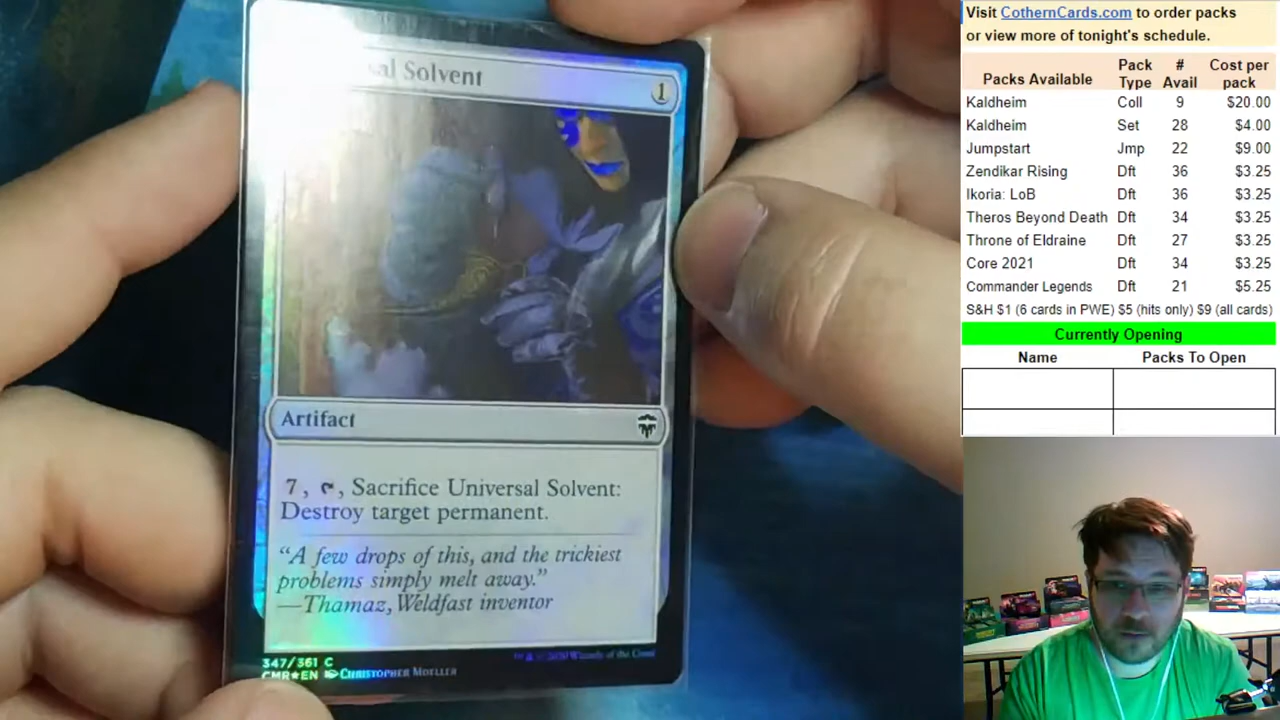 sal Solvent
1
Artifact
7, , Sacrifice Universal Solvent:
Destroy target permanent.
“A few drops of this, and the trickiest
problems simply melt away.”
—Thamaz, Weldfast inventor
347/361 C
CMR★EN Christopher Moeller
2020 Wizards of the Coast
Visit CothernCards.com to order packs
or view more of tonight's schedule.
Packs Available Pack Type # Avail Cost per pack
Kaldheim Coll 9 $20.00
Kaldheim Set 28 $4.00
Jumpstart Jmp 22 $9.00
Zendikar Rising Dft 36 $3.25
Ikoria: LoB Dft 36 $3.25
Theros Beyond Death Dft 34 $3.25
Throne of Eldraine Dft 27 $3.25
Core 2021 Dft 34 $3.25
Commander Legends Dft 21 $5.25
S&H $1 (6 cards in PWE) $5 (hits only) $9 (all cards)
Currently Opening
Name Packs To Open